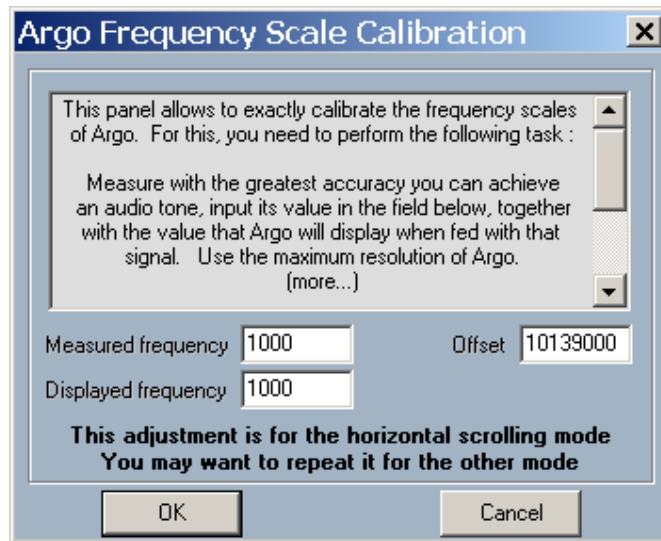 Argo Frequency Scale Calibration
This panel allows to exactly calibrate the frequency scales
of Argo. For this, you need to perform the following task :
Measure with the greatest accuracy you can achieve
an audio tone, input its value in the field below, together
with the value that Argo will display when fed with that
signal. Use the maximum resolution of Argo.
(more...)
Measured frequency 1000 Offset 10139000
Displayed frequency 1000
This adjustment is for the horizontal scrolling mode
You may want to repeat it for the other mode
OK Cancel